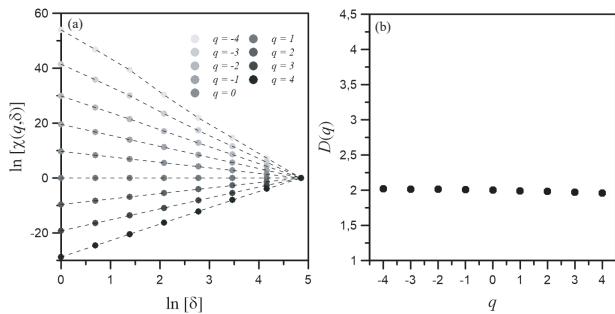 (a)
60
40
20
0
-20
ln [χ(q,δ)]
0 1 2 3 4 5
ln [δ]
q = -4
q = -3
q = -2
q = -1
q = 0
q = 1
q = 2
q = 3
q = 4
(b)
4,5
4
3,5
3
2,5
2
1,5
1
D(q)
-4 -3 -2 -1 0 1 2 3 4
q